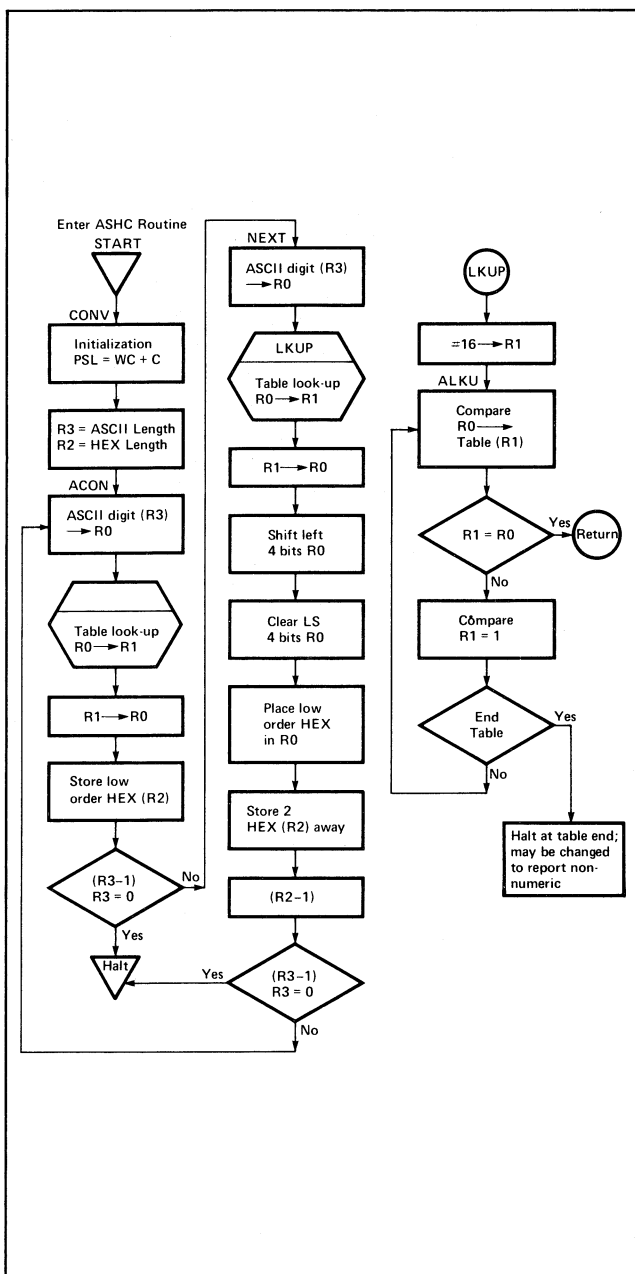 Enter ASHC Routine
START
CONV
Initialization
PSL = WC + C
R3 = ASCII Length
R2 = HEX Length
ACON
ASCII digit (R3)
→ R0
Table look-up
R0 → R1
R1 → R0
Store low
order HEX (R2)
(R3-1)
R3 = 0
No
Yes
Halt
NEXT
ASCII digit (R3)
→ R0
LKUP
Table look-up
R0 → R1
R1 → R0
Shift left
4 bits R0
Clear LS
4 bits R0
Place low
order HEX
in R0
Store 2
HEX (R2) away
(R2-1)
(R3-1)
R3 = 0
Yes
No
LKUP
=16 → R1
ALKU
Compare
R0 →
Table (R1)
R1 = R0
Yes
Return
No
Compare
R1 = 1
End
Table
Yes
No
Halt at table end;
may be changed
to report non-
numeric